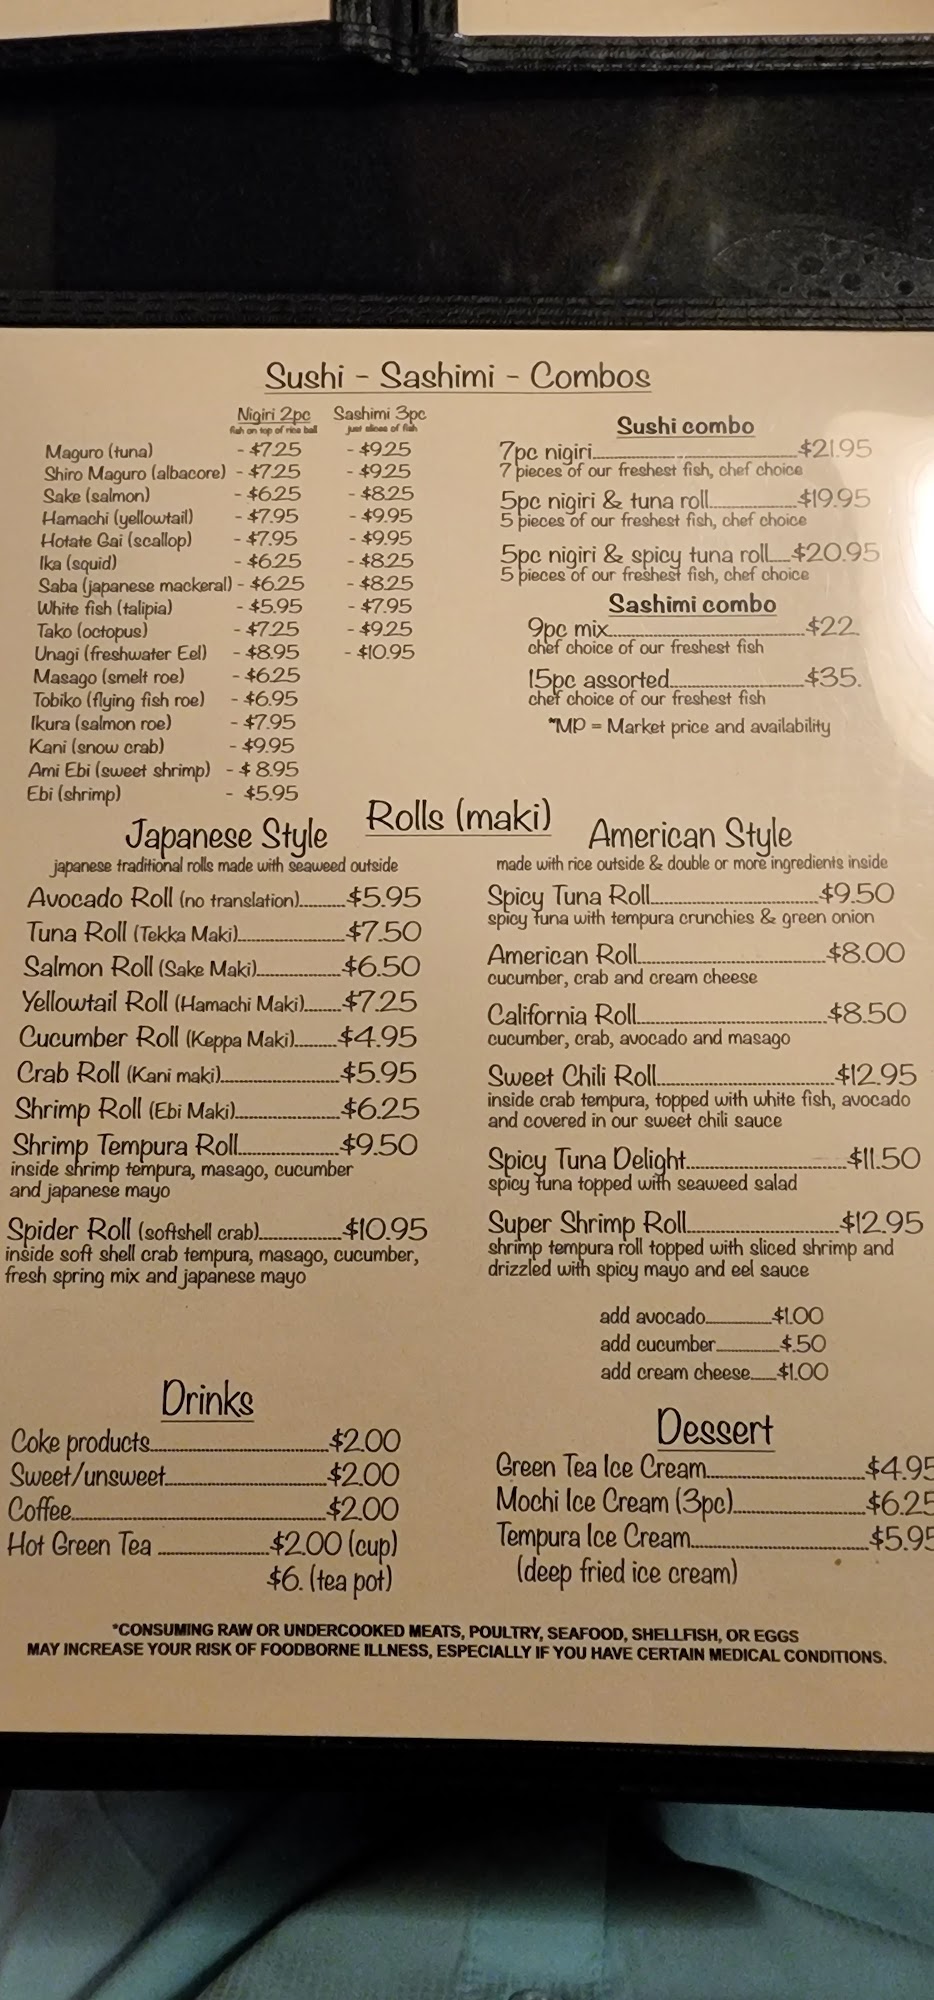 Sushi - Sashimi - Combos
Nigiri 2pc Sashimi 3pc
fish on top of rice ball just slices of fish
Maguro (tuna) - $7.25 - $9.25
Shiro Maguro (albacore) - $7.25 - $9.25
Sake (salmon) - $6.25 - $8.25
Hamachi (yellowtail) - $7.95 - $9.95
Hotate Gai (scallop) - $7.95 - $9.95
Ika (squid) - $6.25 - $8.25
Saba (japanese mackeral) - $6.25 - $8.25
White fish (talipia) - $5.95 - $7.95
Tako (octopus) - $7.25 - $9.25
Unagi (freshwater Eel) - $8.95 - $10.95
Masago (smelt roe) - $6.25
Tobiko (flying fish roe) - $6.95
Ikura (salmon roe) - $7.95
Kani (snow crab) - $9.95
Ami Ebi (sweet shrimp) - $8.95
Ebi (shrimp) - $5.95
Sushi combo
7pc nigiri $21.95
7 pieces of our freshest fish, chef choice
5pc nigiri & tuna roll $19.95
5 pieces of our freshest fish, chef choice
5pc nigiri & spicy tuna roll $20.95
5 pieces of our freshest fish, chef choice
Sashimi combo
9pc mix $22.
chef choice of our freshest fish
15pc assorted $35.
chef choice of our freshest fish
*MP = Market price and availability
Rolls (maki)
Japanese Style
japanese traditional rolls made with seaweed outside
Avocado Roll (no translation) $5.95
Tuna Roll (Tekka Maki) $7.50
Salmon Roll (Sake Maki) $6.50
Yellowtail Roll (Hamachi Maki) $7.25
Cucumber Roll (Keppa Maki) $4.95
Crab Roll (Kani maki) $5.95
Shrimp Roll (Ebi Maki) $6.25
Shrimp Tempura Roll $9.50
inside shrimp tempura, masago, cucumber
and japanese mayo
Spider Roll (softshell crab) $10.95
inside soft shell crab tempura, masago, cucumber,
fresh spring mix and japanese mayo
American Style
made with rice outside & double or more ingredients inside
Spicy Tuna Roll $9.50
spicy tuna with tempura crunchies & green onion
American Roll $8.00
cucumber, crab and cream cheese
California Roll $8.50
cucumber, crab, avocado and masago
Sweet Chili Roll $12.95
inside crab tempura, topped with white fish, avocado
and covered in our sweet chili sauce
Spicy Tuna Delight $11.50
spicy tuna topped with seaweed salad
Super Shrimp Roll $12.95
shrimp tempura roll topped with sliced shrimp and
drizzled with spicy mayo and eel sauce
add avocado $1.00
add cucumber $.50
add cream cheese $1.00
Drinks
Coke products $2.00
Sweet/unsweet $2.00
Coffee $2.00
Hot Green Tea $2.00 (cup)
$6. (tea pot)
Dessert
Green Tea Ice Cream $4.95
Mochi Ice Cream (3pc) $6.25
Tempura Ice Cream $5.95
(deep fried ice cream)
*CONSUMING RAW OR UNDERCOOKED MEATS, POULTRY, SEAFOOD, SHELLFISH, OR EGGS
MAY INCREASE YOUR RISK OF FOODBORNE ILLNESS, ESPECIALLY IF YOU HAVE CERTAIN MEDICAL CONDITIONS.